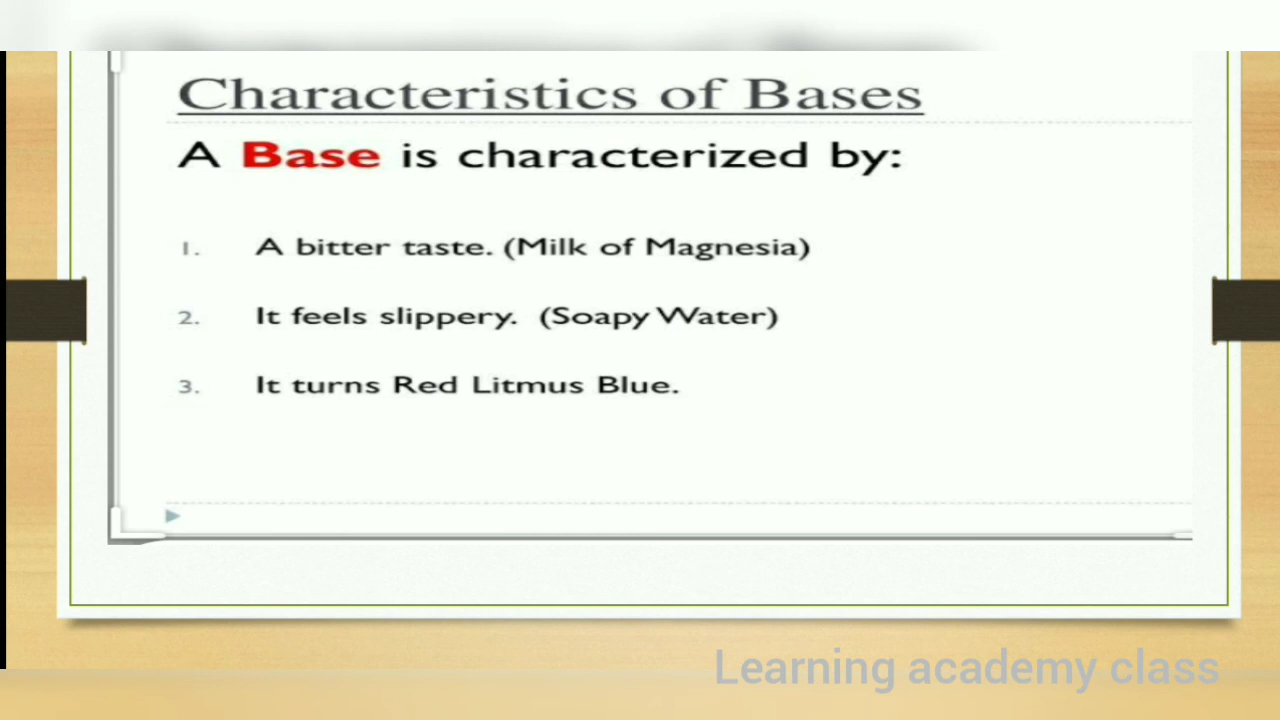 Characteristics of Bases
A Base is characterized by:
1. A bitter taste. (Milk of Magnesia)
2. It feels slippery. (Soapy Water)
3. It turns Red Litmus Blue.
Learning academy class